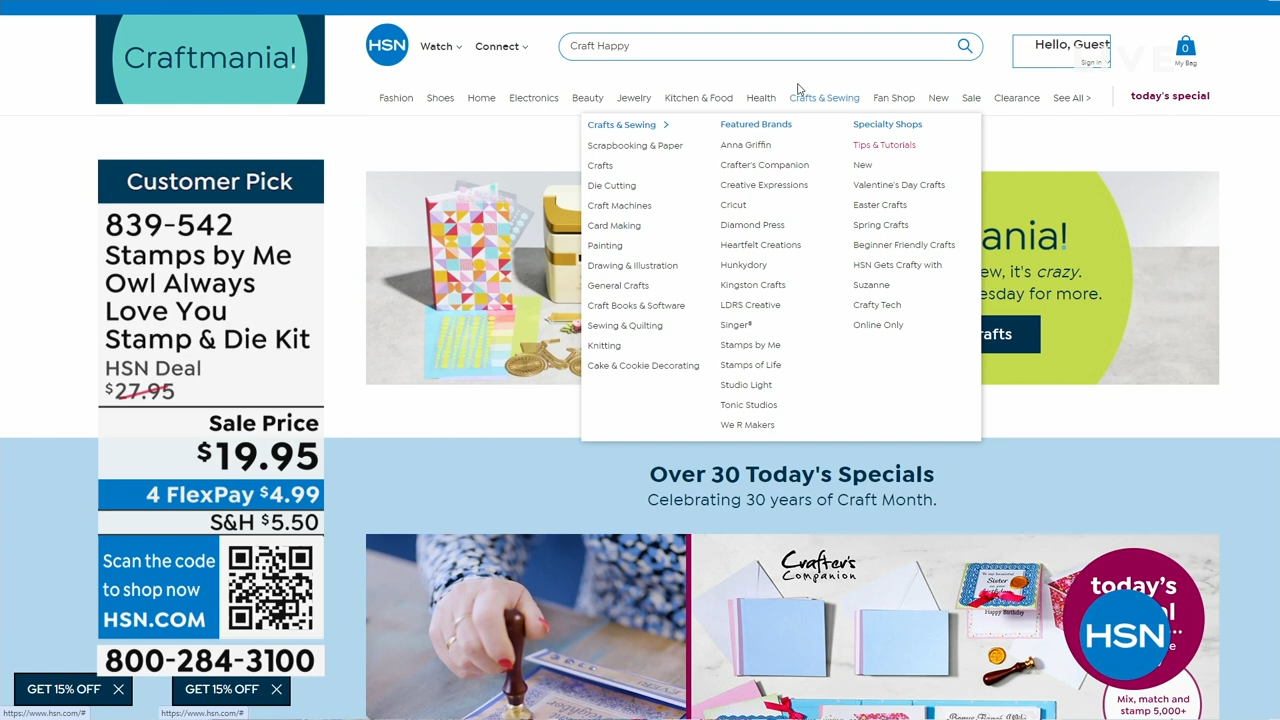 Craftmania!
HSN
Watch
Connect
Craft Happy
Hello, Guest
Sign In
0
My Bag
LIVE
Fashion
Shoes
Home
Electronics
Beauty
Jewelry
Kitchen & Food
Health
Crafts & Sewing
Fan Shop
New
Sale
Clearance
See All >
today's special
Customer Pick
839-542
Stamps by Me
Owl Always
Love You
Stamp & Die Kit
HSN Deal
$27.95
Sale Price
$19.95
4 FlexPay $4.99
S&H $5.50
Scan the code
to shop now
HSN.COM
800-284-3100
GET 15% OFF
GET 15% OFF
https://www.hsn.com/#
https://www.hsn.com/#
Crafts & Sewing >
Scrapbooking & Paper
Crafts
Die Cutting
Craft Machines
Card Making
Painting
Drawing & Illustration
General Crafts
Craft Books & Software
Sewing & Quilting
Knitting
Cake & Cookie Decorating
Featured Brands
Anna Griffin
Crafter's Companion
Creative Expressions
Cricut
Diamond Press
Heartfelt Creations
Hunkydory
Kingston Crafts
LDRS Creative
Singer®
Stamps by Me
Stamps of Life
Studio Light
Tonic Studios
We R Makers
Specialty Shops
Tips & Tutorials
New
Valentine's Day Crafts
Easter Crafts
Spring Crafts
Beginner Friendly Crafts
HSN Gets Crafty with
Suzanne
Crafty Tech
Online Only
ania!
ew, it's crazy.
esday for more.
rafts
Over 30 Today's Specials
Celebrating 30 years of Craft Month.
Crafter's
Companion
Sister
Happy Birthday
today's
HSN
Mix, match and
stamp 5,000+